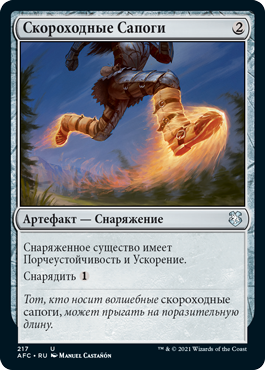 Скороходные Сапоги 2
Артефакт — Снаряжение
Снаряженное существо имеет
Порчеустойчивость и Ускорение.
Снарядить 1
Тот, кто носит волшебные скороходные
сапоги, может прыгать на поразительную
длину.
217 U
AFC • RU Manuel Castañón
™ & © 2021 Wizards of the Coast